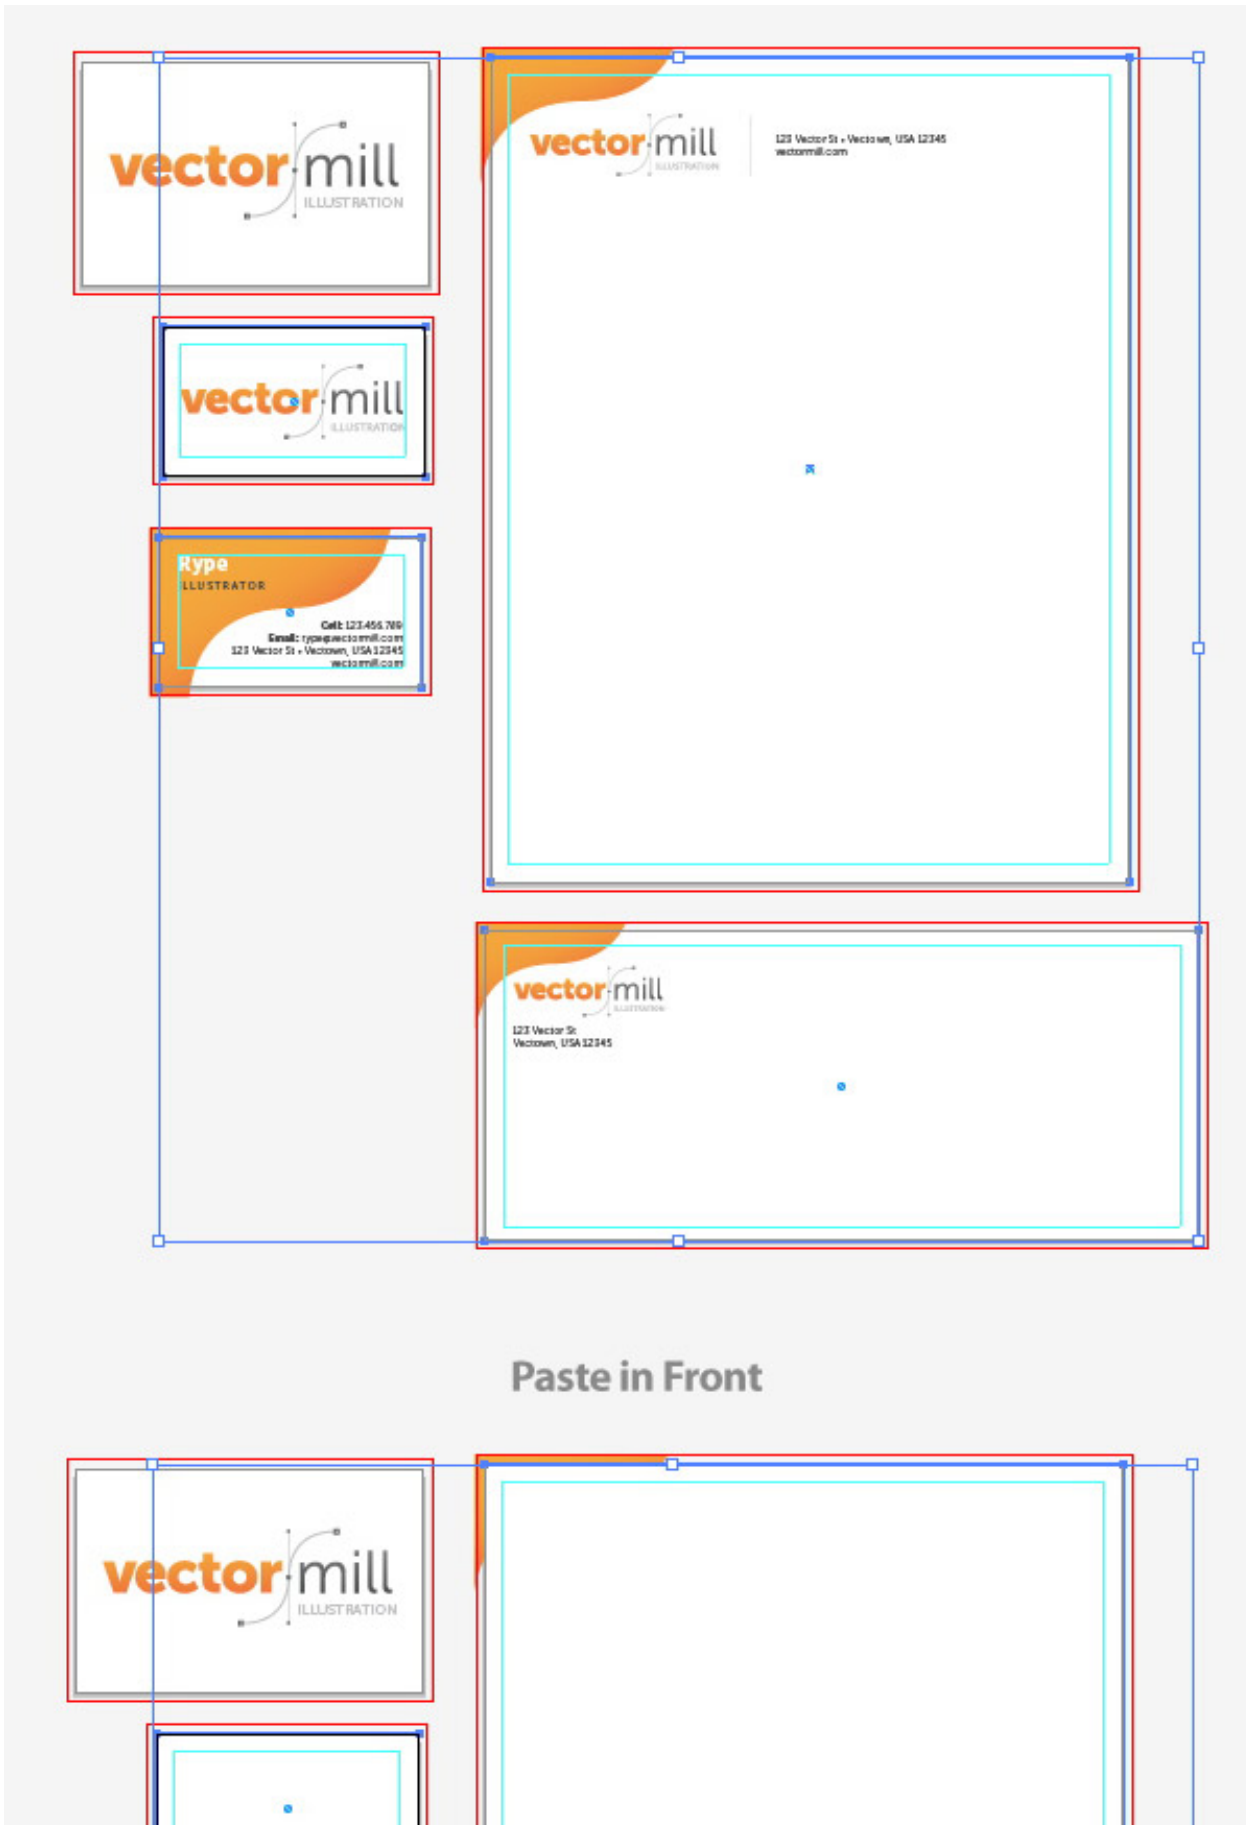 vector mill
ILLUSTRATION
vector mill
ILLUSTRATION
123 Vector St • Vectown, USA 12345
vectormill.com
vector mill
ILLUSTRATION
Rype
ILLUSTRATOR
Cell: 123.456.789
Email: rype@vectormill.com
123 Vector St • Vectown, USA 12345
vectormill.com
vector mill
ILLUSTRATION
123 Vector St
Vectown, USA 12345
Paste in Front
vector mill
ILLUSTRATION